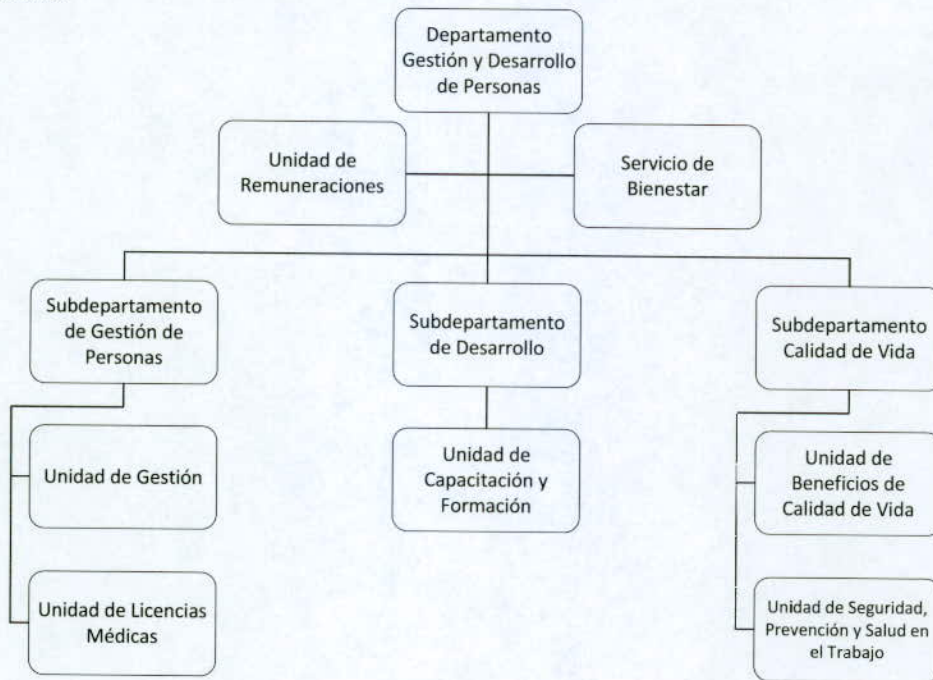 Departamento
Gestión y Desarrollo
de Personas
Unidad de
Remuneraciones
Servicio de
Bienestar
Subdepartamento
de Gestión de
Personas
Subdepartamento
de Desarrollo
Subdepartamento
Calidad de Vida
Unidad de Gestión
Unidad de
Capacitación y
Formación
Unidad de
Beneficios de
Calidad de Vida
Unidad de Licencias
Médicas
Unidad de Seguridad,
Prevención y Salud en
el Trabajo